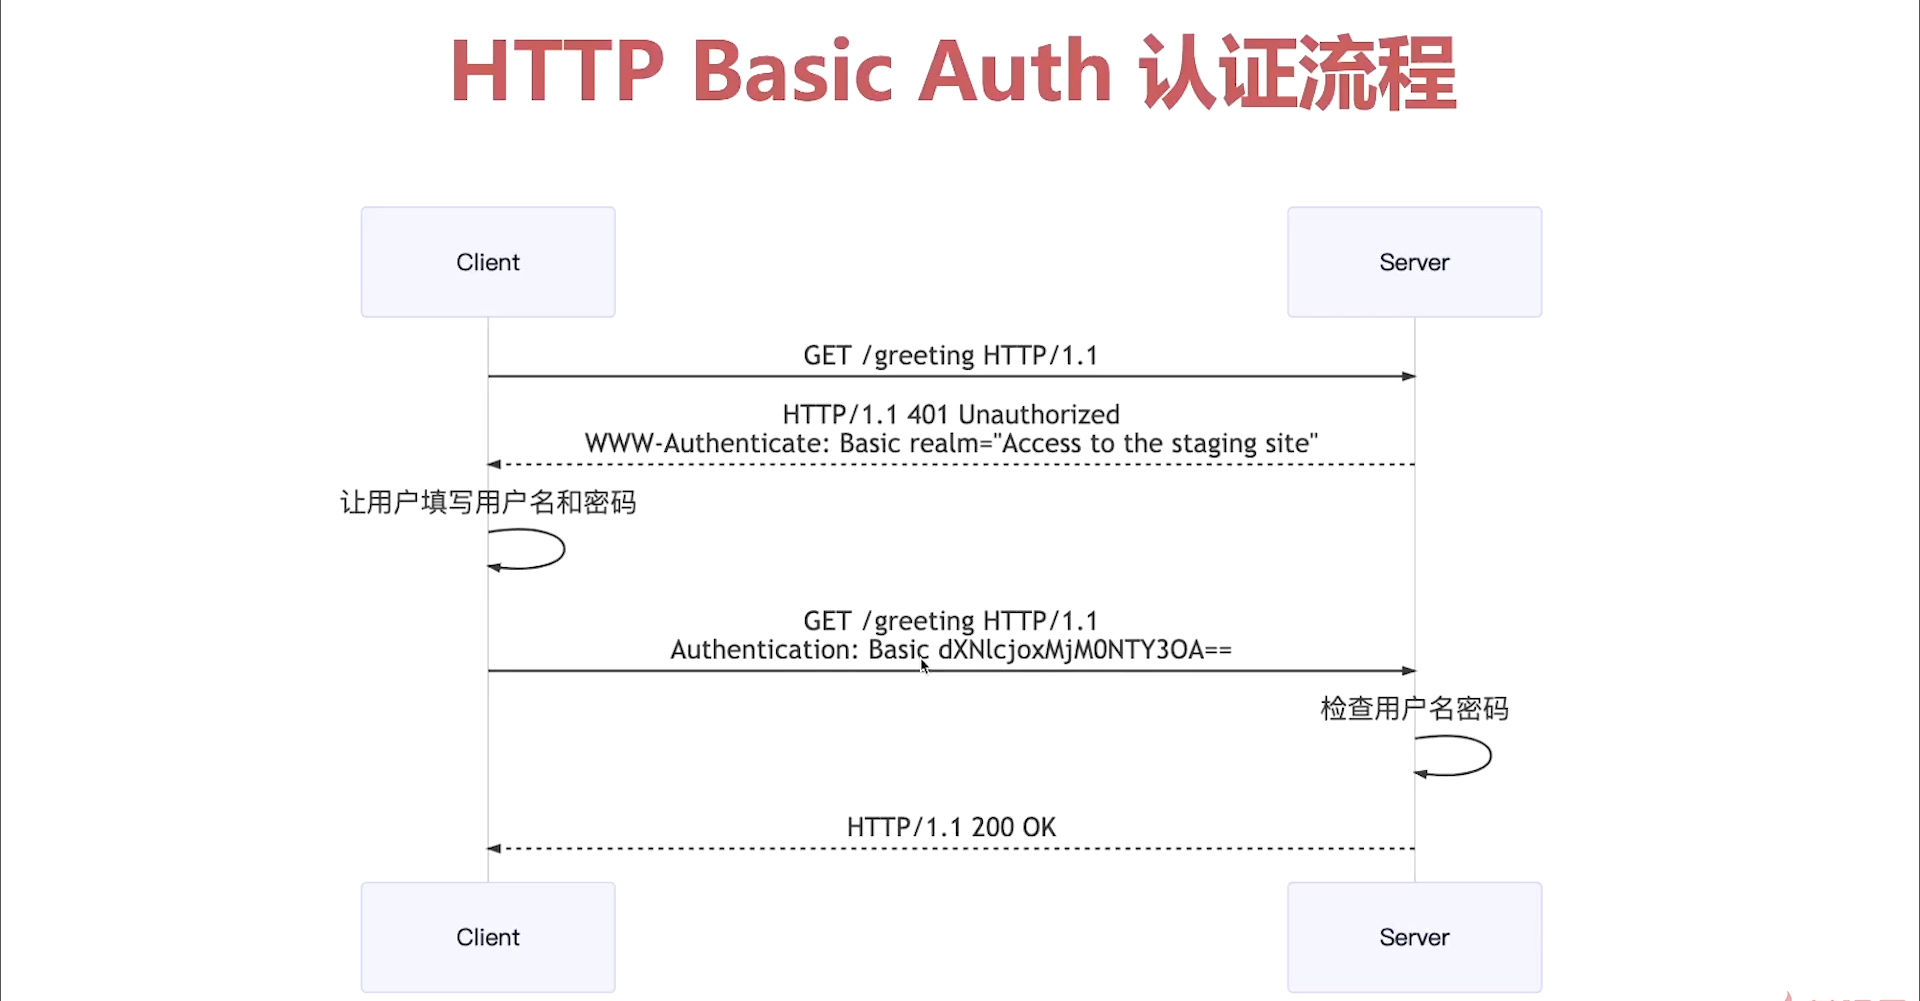 HTTP Basic Auth 认证流程
Client
Server
GET /greeting HTTP/1.1
HTTP/1.1 401 Unauthorized
WWW-Authenticate: Basic realm="Access to the staging site"
让用户填写用户名和密码
GET /greeting HTTP/1.1
Authentication: Basic dXNlcjoxMjM0NTY3OA==
检查用户名密码
HTTP/1.1 200 OK
Client
Server